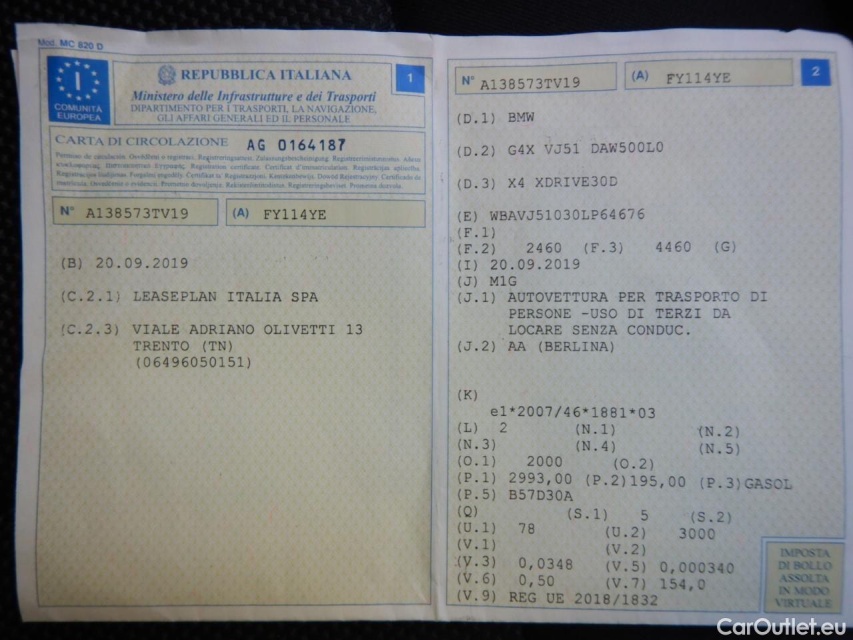 Mod. MC 820 D
I
COMUNITÀ
EUROPEA
REPUBBLICA ITALIANA
Ministero delle Infrastrutture e dei Trasporti
DIPARTIMENTO PER I TRASPORTI, LA NAVIGAZIONE,
GLI AFFARI GENERALI ED IL PERSONALE
1
CARTA DI CIRCOLAZIONE AG 0164187
N° A138573TV19 (A) FY114YE
(B) 20.09.2019
(C.2.1) LEASEPLAN ITALIA SPA
(C.2.3) VIALE ADRIANO OLIVETTI 13
TRENTO (TN)
(06496050151)
N° A138573TV19 (A) FY114YE 2
(D.1) BMW
(D.2) G4X VJ51 DAW500L0
(D.3) X4 XDRIVE30D
(E) WBAVJ51030LP64676
(F.1)
(F.2) 2460 (F.3) 4460 (G)
(I) 20.09.2019
(J) M1G
(J.1) AUTOVETTURA PER TRASPORTO DI
PERSONE -USO DI TERZI DA
LOCARE SENZA CONDUC.
(J.2) AA (BERLINA)
(K)
e1*2007/46*1881*03
(L) 2 (N.1) (N.2)
(N.3) (N.4) (N.5)
(O.1) 2000 (O.2)
(P.1) 2993,00 (P.2)195,00 (P.3)GASOL
(P.5) B57D30A
(Q) (S.1) 5 (S.2)
(U.1) 78 (U.2) 3000
(V.1) (V.2)
(V.3) 0,0348 (V.5) 0,000340
(V.6) 0,50 (V.7) 154,0
(V.9) REG UE 2018/1832
IMPOSTA
DI BOLLO
ASSOLTA
IN MODO
VIRTUALE
CarOutlet.eu